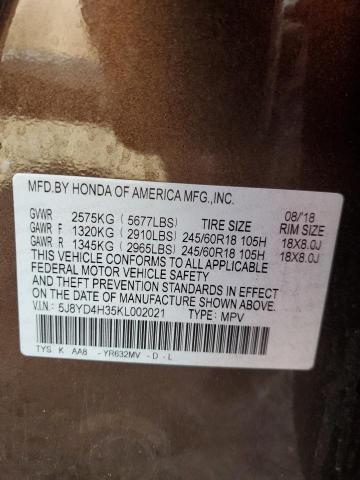 MFD.BY HONDA OF AMERICA MFG.,INC.
08/'18
GVWR 2575KG (5677LBS) TIRE SIZE RIM SIZE
GAWR F 1320KG (2910LBS) 245/60R18 105H 18X8.0J
GAWR R 1345KG (2965LBS) 245/60R18 105H 18X8.0J
THIS VEHICLE CONFORMS TO ALL APPLICABLE
FEDERAL MOTOR VEHICLE SAFETY
AND THEFT PREVENTION STANDARDS IN EFFECT
ON THE DATE OF MANUFACTURE SHOWN ABOVE.
V.I.N.: 5J8YD4H35KL002021 TYPE: MPV
TYS K AA8 -YR632MV -D-L